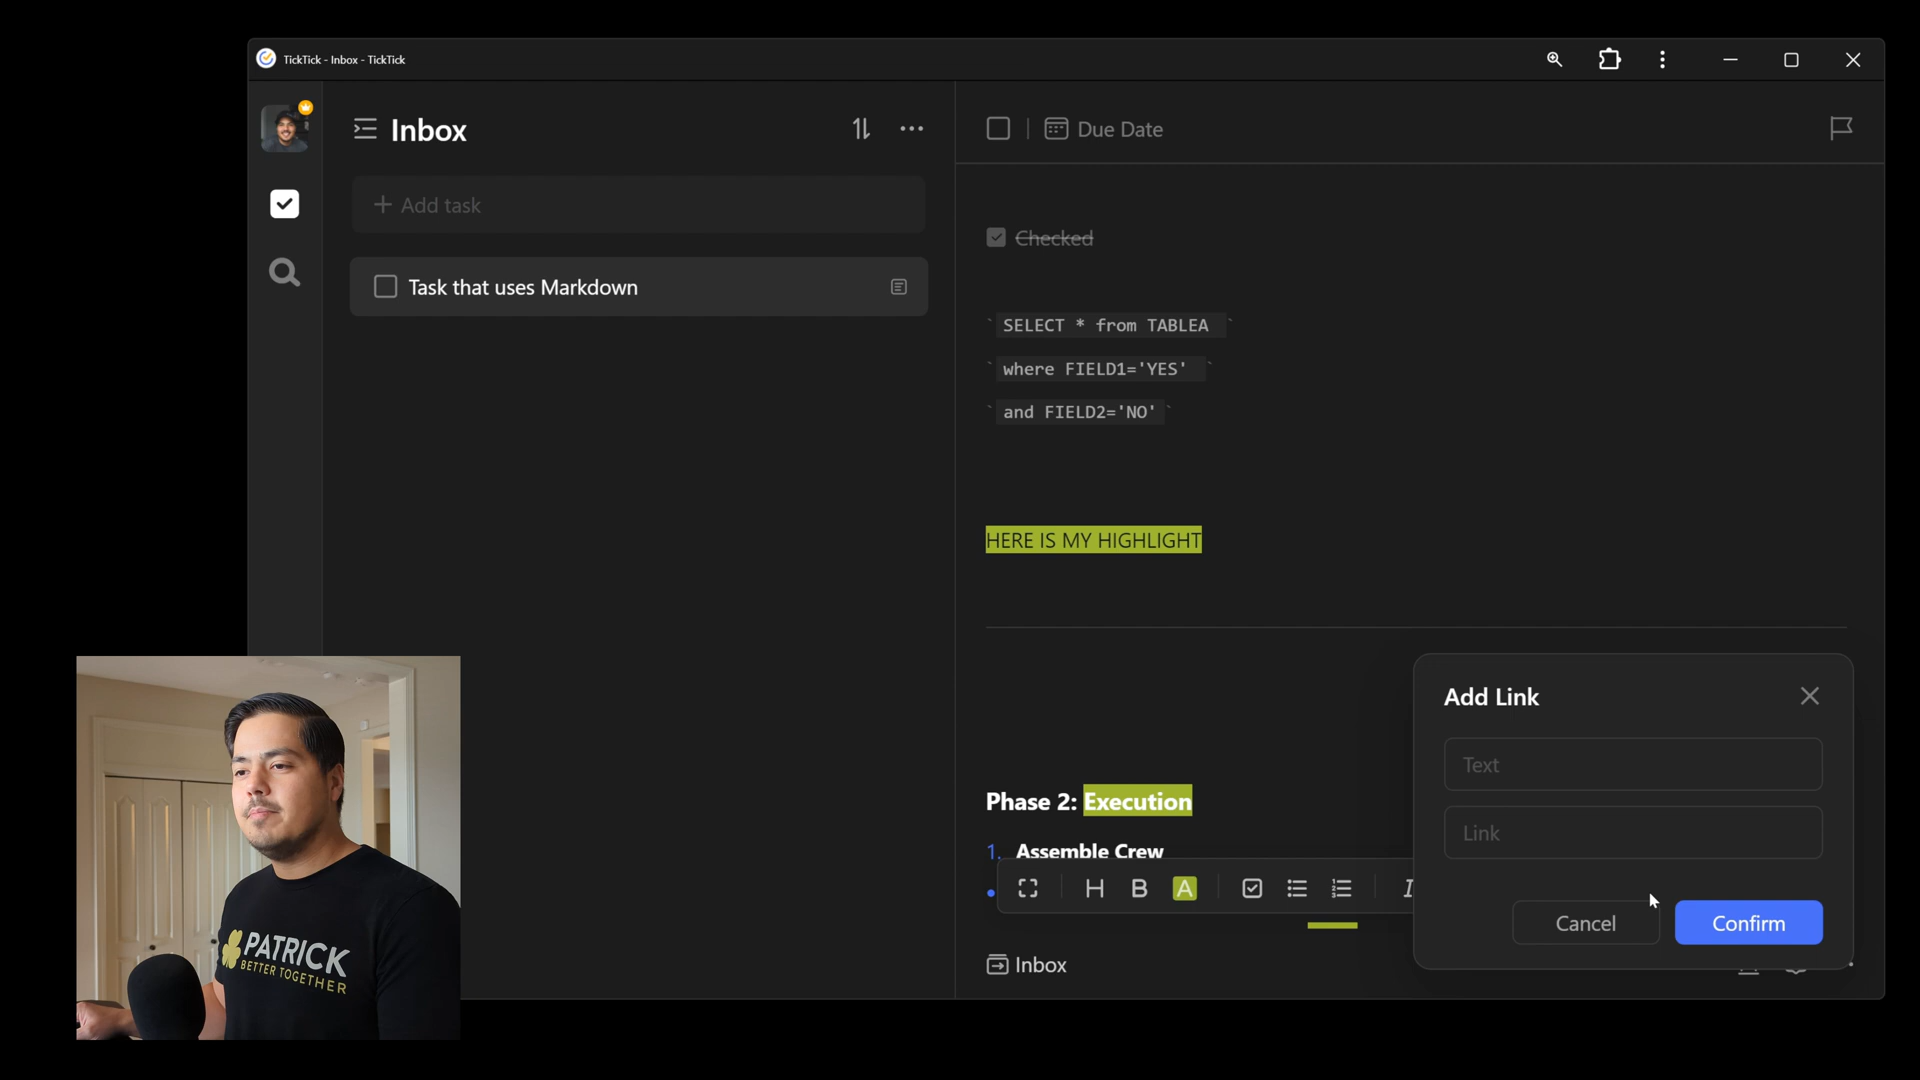 TickTick - Inbox - TickTick
Inbox
+ Add task
Task that uses Markdown
Due Date
Checked
` SELECT * from TABLEA `
` where FIELD1='YES' `
` and FIELD2='NO' `
HERE IS MY HIGHLIGHT
Phase 2: Execution
1. Assemble Crew
H B A
Inbox
Add Link
Text
Link
Cancel
Confirm
PATRICK
BETTER TOGETHER